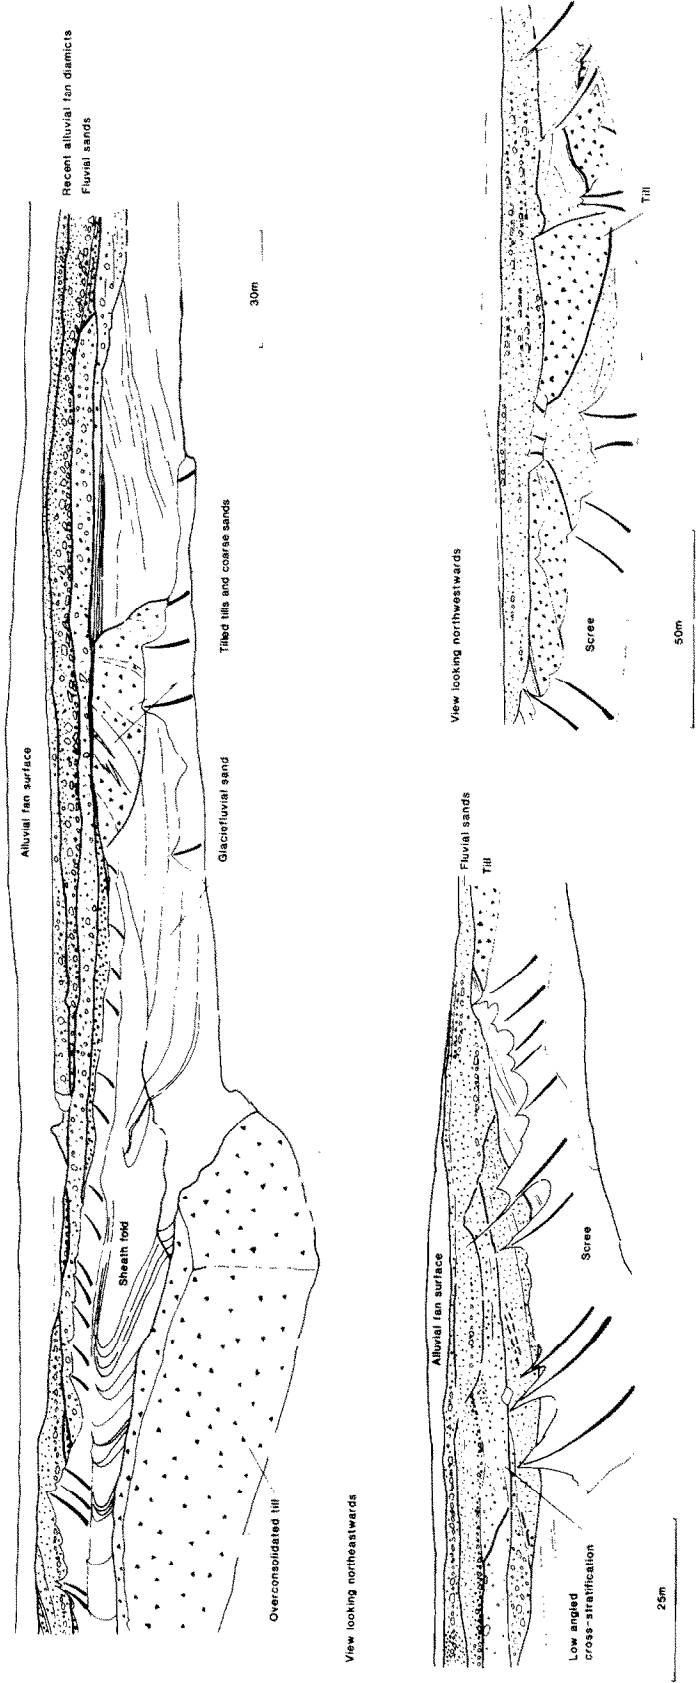 Recent alluvial fan diamicts
Fluvial sands
Alluvial fan surface
30m
Tilled tills and coarse sands
Glaciofluvial sand
Sheath fold
Overconsolidated till
View looking northeastwards
Till
View looking northwestwards
Scree
50m
Fluvial sands
Till
Alluvial fan surface
Scree
Low angled
cross-stratification
25m